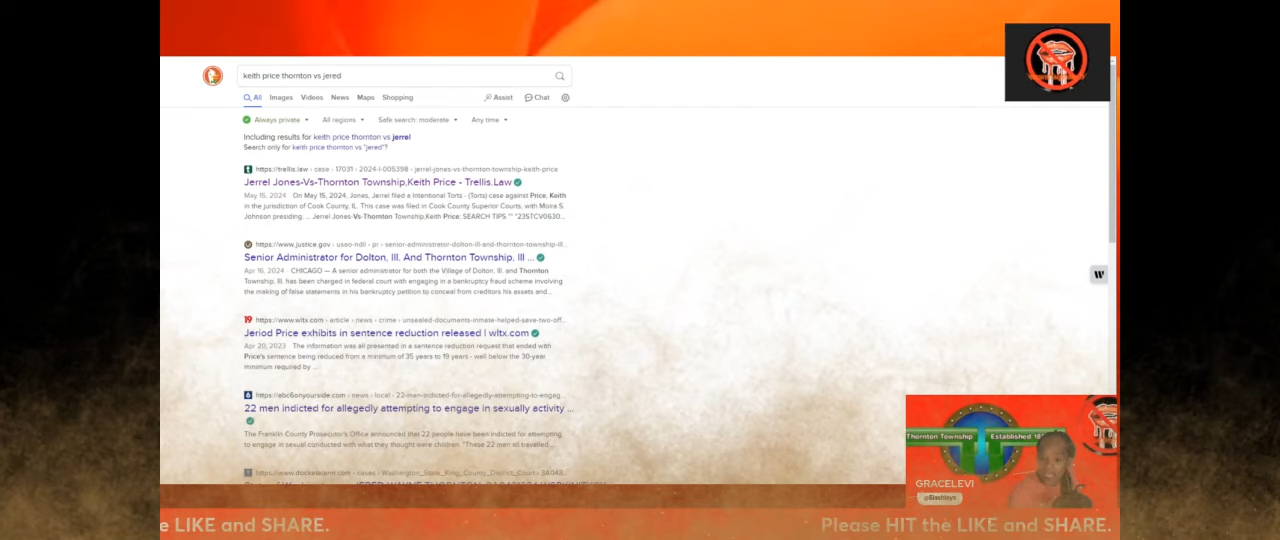 keith price thornton vs jered
All Images Videos News Maps Shopping Assist Chat
Always private All regions Safe search: moderate Any time
Including results for keith price thornton vs jerrel
Search only for keith price thornton vs "jered"?
https://trellis.law › case › 17031 › 2024-l-005398 › jerrel-jones-vs-thornton-township-keith-price
Jerrel Jones-Vs-Thornton Township,Keith Price - Trellis.Law
May 15, 2024 On May 15, 2024, Jones, Jerrel filed a Intentional Torts - (Torts) case against Price, Keith
in the jurisdiction of Cook County, IL. This case was filed in Cook County Superior Courts, with Moira S.
Johnson presiding. ... Jerrel Jones-Vs-Thornton Township,Keith Price; SEARCH TIPS "" "23STCV0630...
https://www.justice.gov › usao-ndil › pr › senior-administrator-dolton-ill-and-thornton-township-ill...
Senior Administrator for Dolton, Ill. And Thornton Township, Ill ...
Apr 16, 2024 · CHICAGO — A senior administrator for both the Village of Dolton, Ill. and Thornton
Township, Ill. has been charged in federal court with engaging in a bankruptcy fraud scheme involving
the making of false statements in his bankruptcy petition to conceal from creditors his assets and...
19 https://www.wltx.com › article › news › crime › unsealed-documents-inmate-helped-save-two-off...
Jeriod Price exhibits in sentence reduction released | wltx.com
Apr 20, 2023 The information was all presented in a sentence reduction request that ended with
Price's sentence being reduced from a minimum of 35 years to 19 years - well below the 30-year
minimum required by ...
https://abc6onyourside.com › news › local › 22-men-indicted-for-allegedly-attempting-to-engag...
22 men indicted for allegedly attempting to engage in sexually activity ...
The Franklin County Prosecutor's Office announced that 22 people have been indicted for attempting
to engage in sexual conducted with what they thought were children. "These 22 men all travelled ...
https://www.docketalarm.com › cases › Washington_State_King_County_District_Court › 3A048...
W
Thornton Township Established
GRACELEVI
@Slashlays
e LIKE and SHARE. Please HIT the LIKE and SHARE.